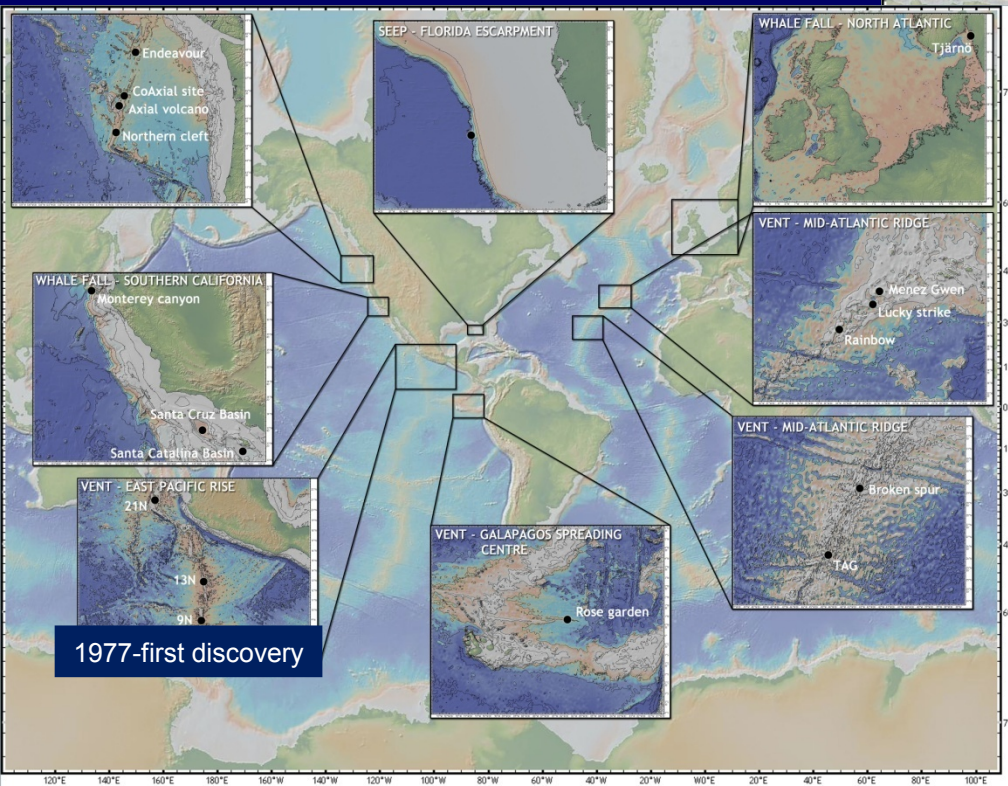 Endeavour
CoAxial site
Axial volcano
Northern cleft
SEEP - FLORIDA ESCARPMENT
WHALE FALL - NORTH ATLANTIC
Tjärnö
VENT - MID-ATLANTIC RIDGE
Menez Gwen
Lucky strike
Rainbow
WHALE FALL - SOUTHERN CALIFORNIA
Monterey canyon
Santa Cruz Basin
Santa Catalina Basin
VENT - EAST PACIFIC RISE
21N
13N
9N
1977-first discovery
VENT - GALAPAGOS SPREADING
CENTRE
Rose garden
VENT - MID-ATLANTIC RIDGE
Broken spur
TAG
120°E 140°E 160°E 180° 160°W 140°W 120°W 100°W 80°W 60°W 40°W 20°W 0°E 20°E 40°E 60°E 80°E 100°E